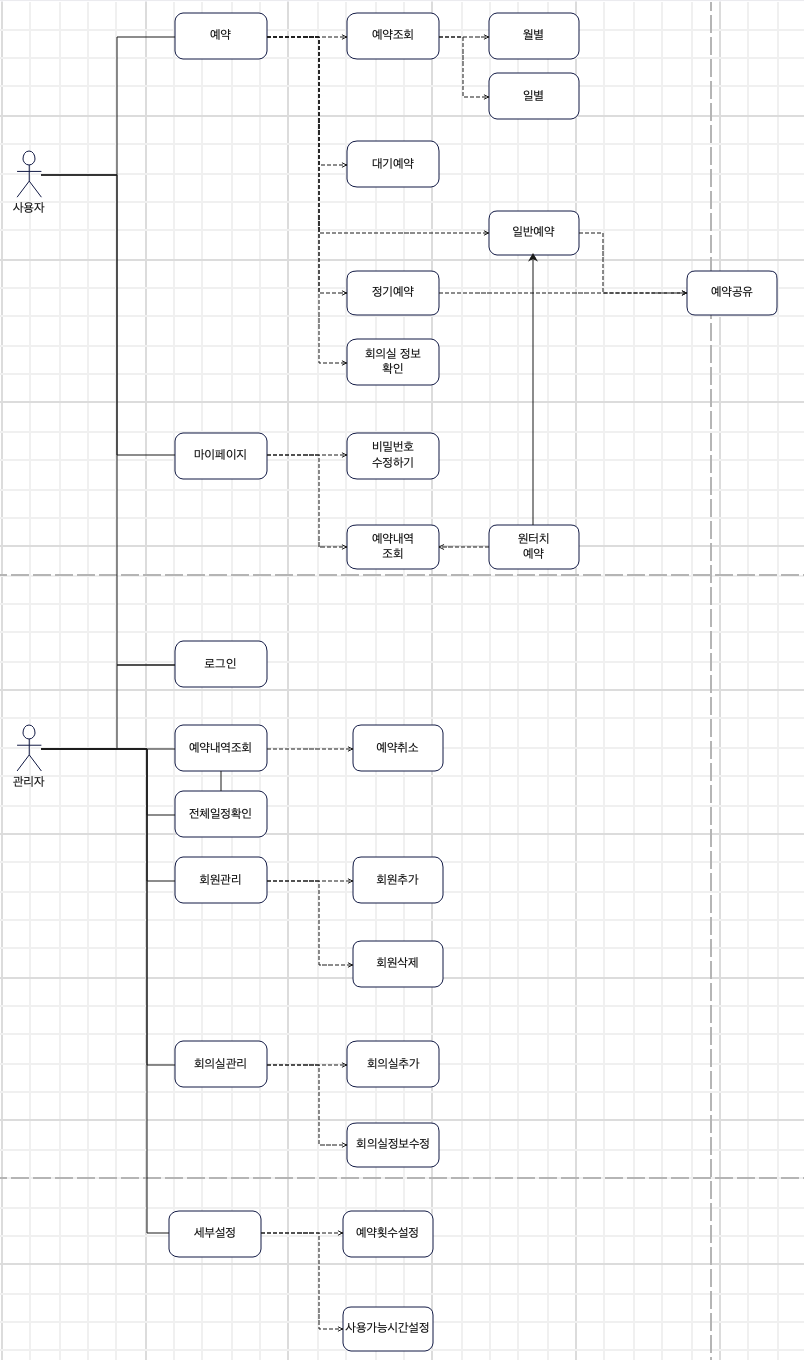 예약
예약조회
월별
일별
대기예약
사용자
일반예약
정기예약
예약공유
회의실 정보
확인
마이페이지
비밀번호
수정하기
예약내역
조회
원터치
예약
로그인
관리자
예약내역조회
예약취소
전체일정확인
회원관리
회원추가
회원삭제
회의실관리
회의실추가
회의실정보수정
세부설정
예약횟수설정
사용가능시간설정